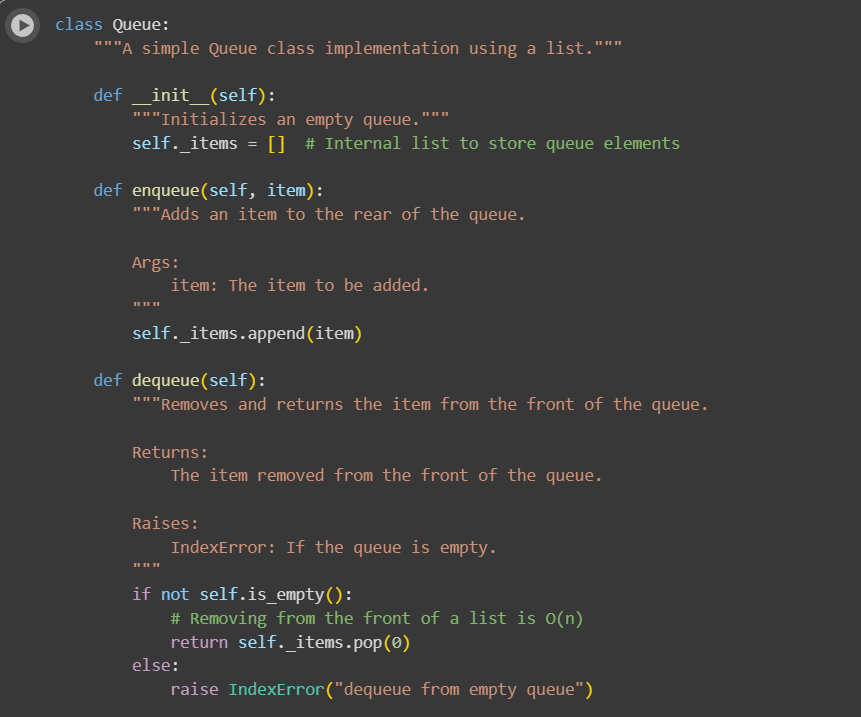 class Queue:
    """A simple Queue class implementation using a list."""

    def __init__(self):
        """Initializes an empty queue."""
        self._items = []  # Internal list to store queue elements

    def enqueue(self, item):
        """Adds an item to the rear of the queue.

        Args:
            item: The item to be added.
        """
        self._items.append(item)

    def dequeue(self):
        """Removes and returns the item from the front of the queue.

        Returns:
            The item removed from the front of the queue.

        Raises:
            IndexError: If the queue is empty.
        """
        if not self.is_empty():
            # Removing from the front of a list is O(n)
            return self._items.pop(0)
        else:
            raise IndexError("dequeue from empty queue")